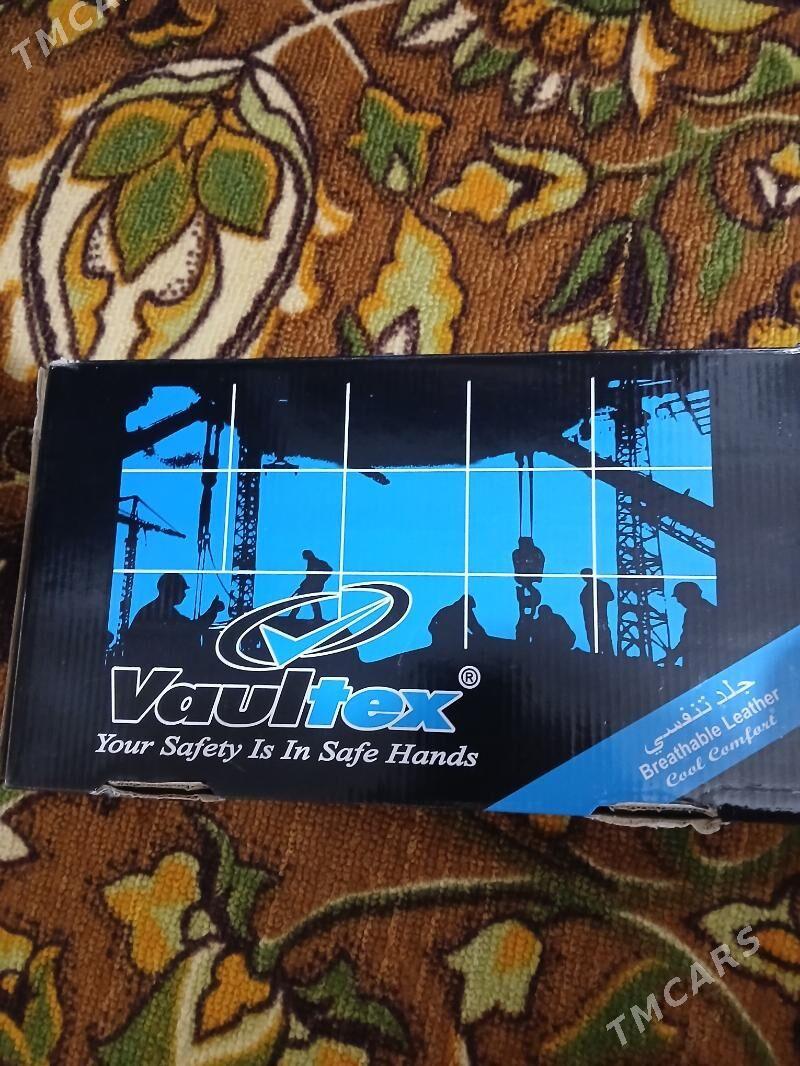 TMCARS
Vaultex®
Your Safety Is In Safe Hands
جلد تنفسي
Breathable Leather
Cool Comfort
TMCARS